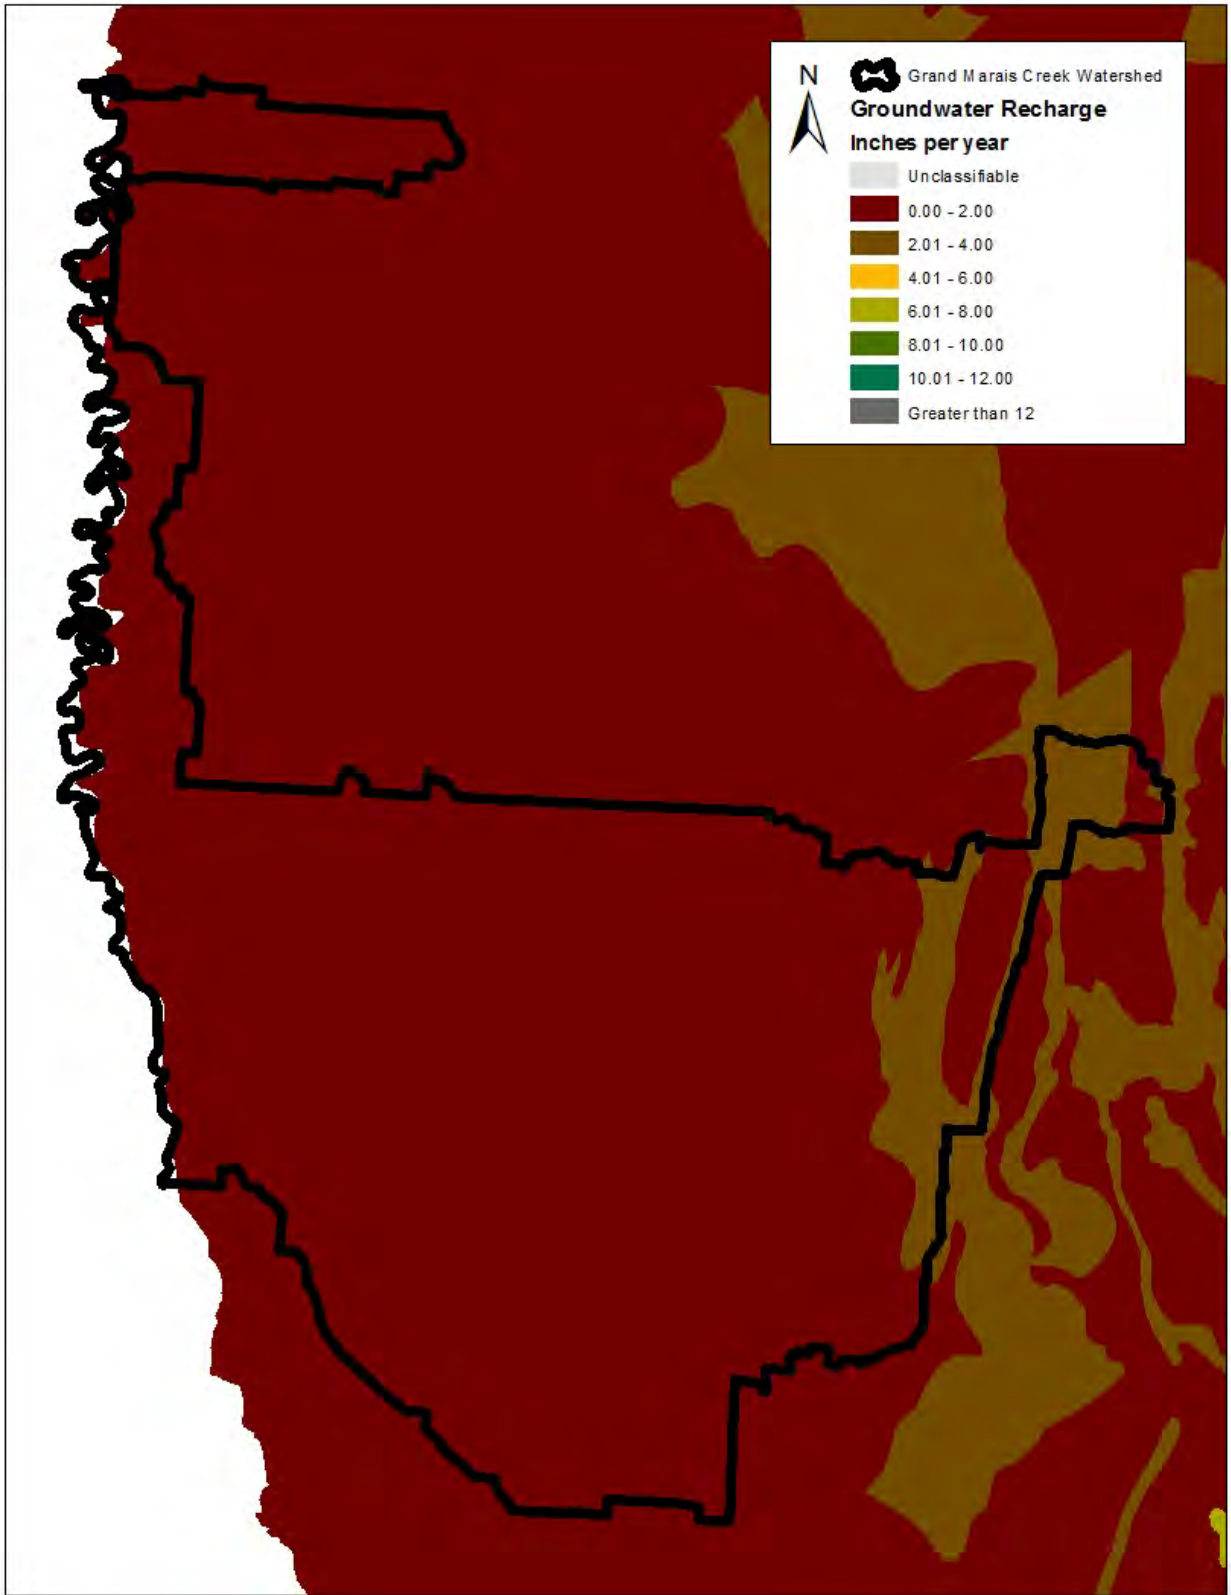 N
Grand Marais Creek Watershed
Groundwater Recharge
Inches per year
Unclassifiable
0.00 - 2.00
2.01 - 4.00
4.01 - 6.00
6.01 - 8.00
8.01 - 10.00
10.01 - 12.00
Greater than 12